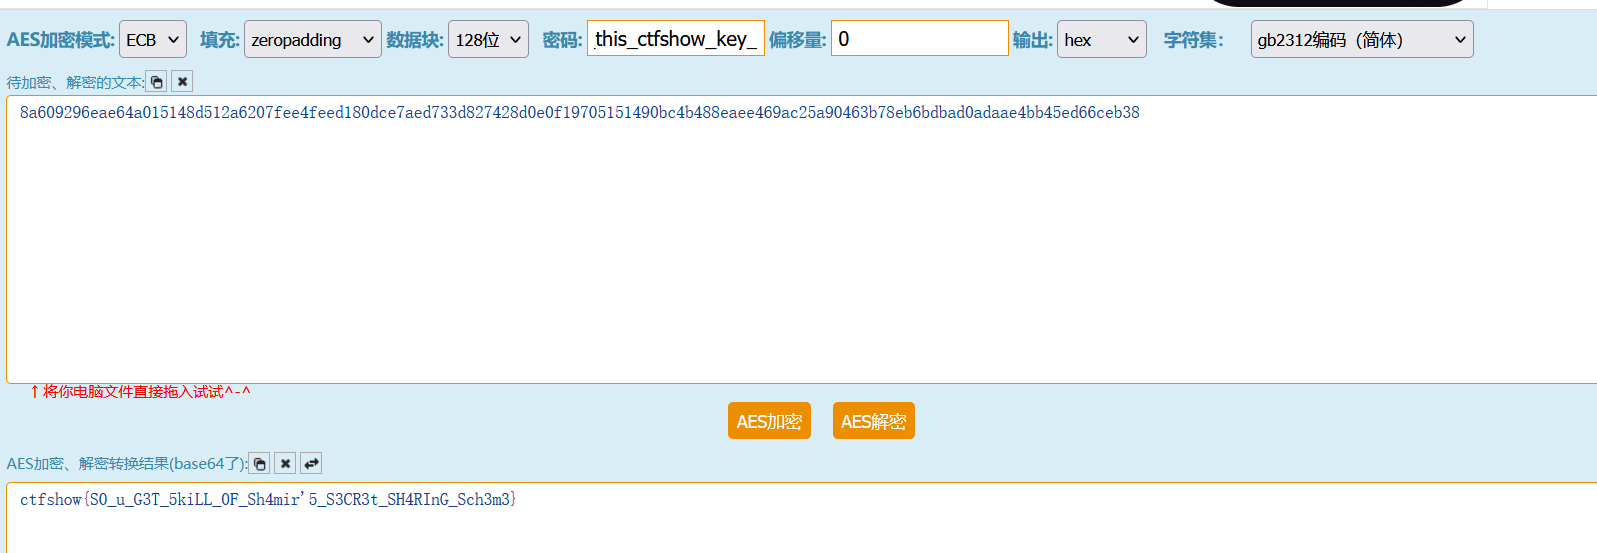 AES加密模式: ECB 填充: zeropadding 数据块: 128位 密码: _this_ctfshow_key_ 偏移量: 0 输出: hex 字符集: gb2312编码（简体）
待加密、解密的文本:
8a609296eae64a015148d512a6207fee4feed180dce7aed733d827428d0e0f19705151490bc4b488eaee469ac25a90463b78eb6bdbad0adaae4bb45ed66ceb38
↑将你电脑文件直接拖入试试^-^
AES加密 AES解密
AES加密、解密转换结果(base64了):
ctfshow{S0_u_G3T_5kiLL_0F_Sh4mir'5_S3CR3t_SH4RInG_Sch3m3}